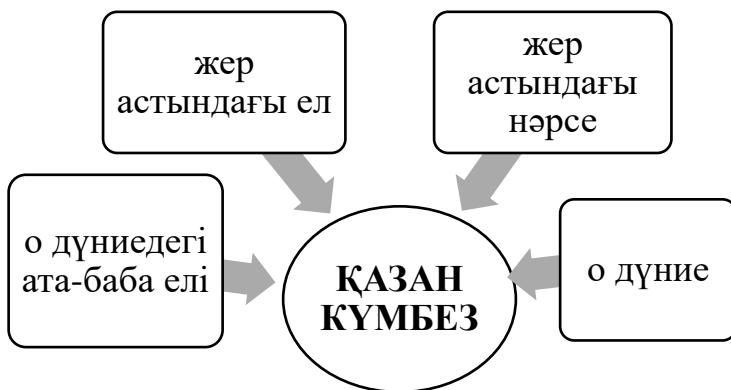 жер
астындағы ел
жер
астындағы
нәрсе
о дүниедегі
ата-баба елі
ҚАЗАН
КҮМБЕЗ
о дүние